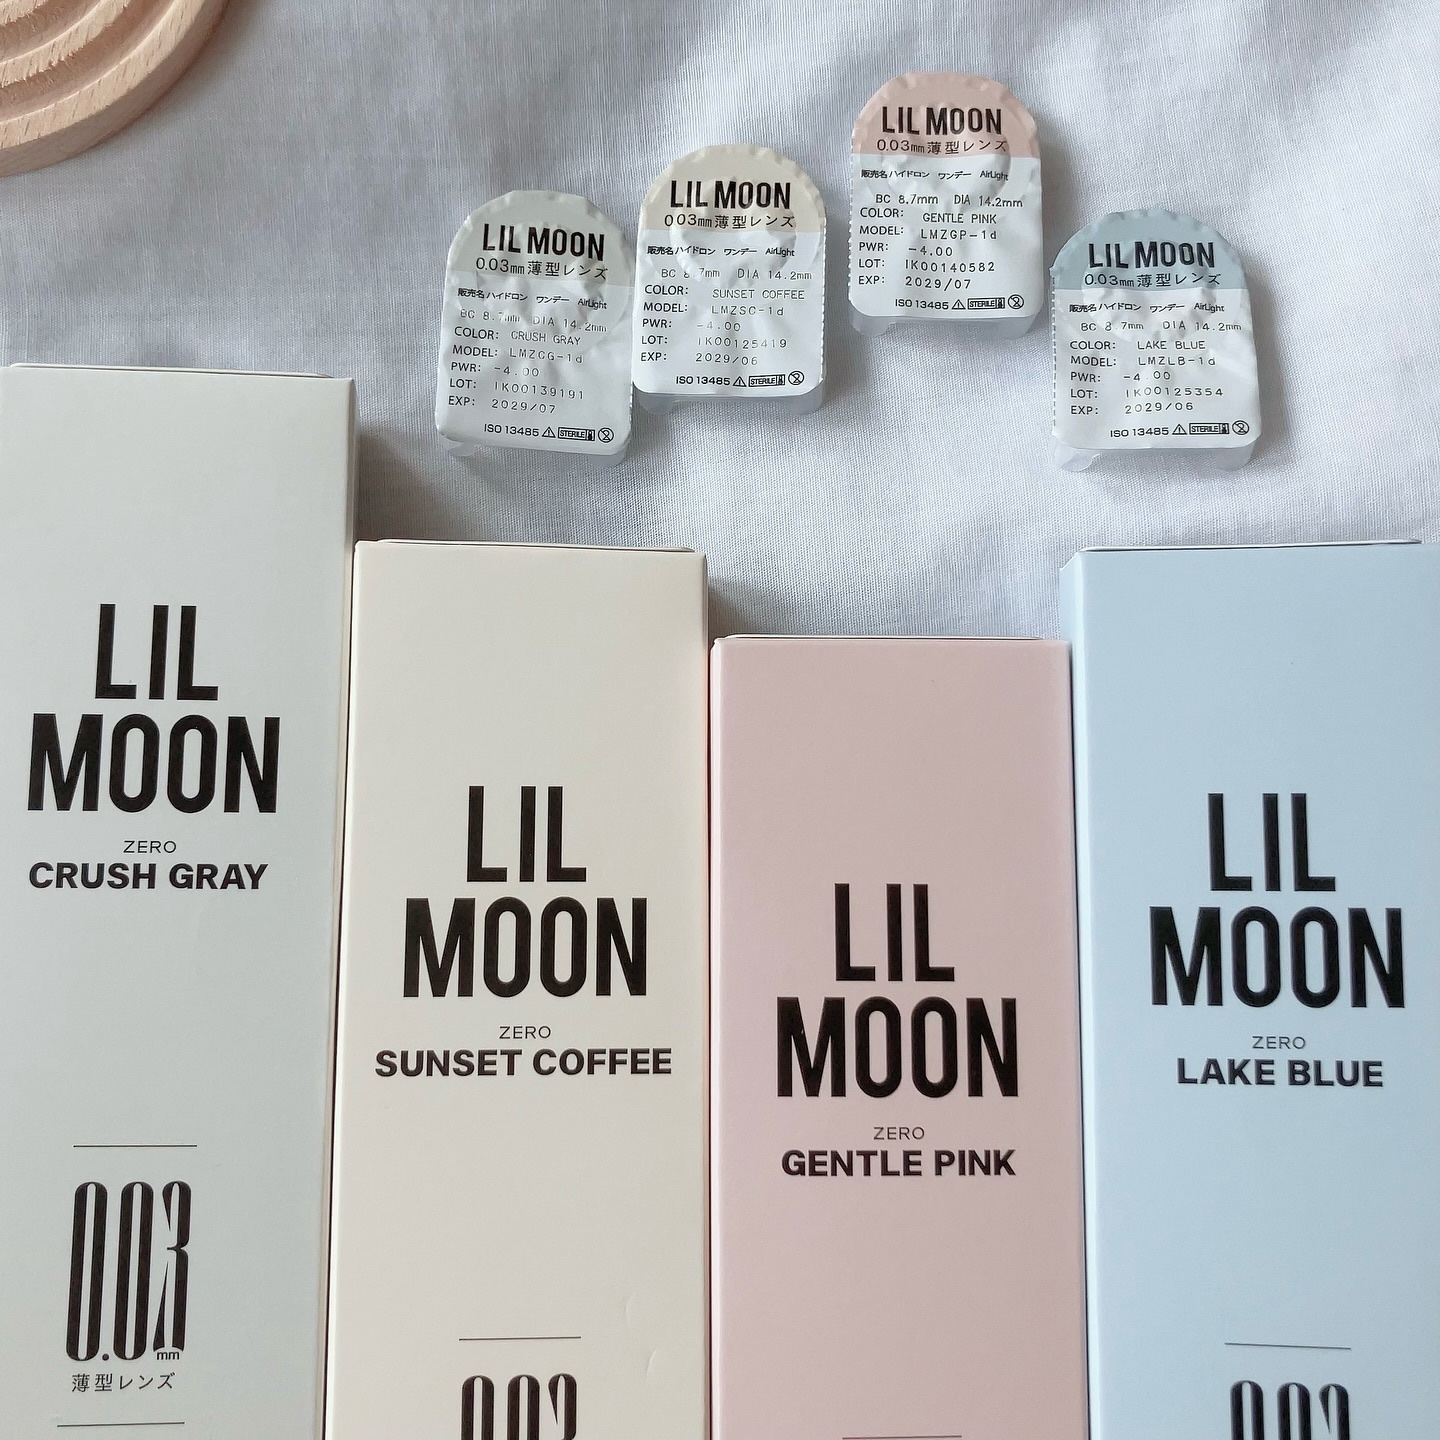 LIL MOON
0.03mm薄型レンズ
販売名 ハイドロン ワンデー AirLight
BC 8.7mm DIA 14.2mm
COLOR: CRUSH GRAY
MODEL: LMZCG-1d
PWR: -4.00
LOT: IK00139191
EXP: 2029/07
ISO 13485 STERILE
LIL MOON
0.03mm薄型レンズ
販売名 ハイドロン ワンデー AirLight
BC 8.7mm DIA 14.2mm
COLOR: SUNSET COFFEE
MODEL: LMZSC-1d
PWR: -4.00
LOT: IK00125419
EXP: 2029/06
ISO 13485 STERILE
LIL MOON
0.03mm薄型レンズ
販売名 ハイドロン ワンデー AirLight
BC 8.7mm DIA 14.2mm
COLOR: GENTLE PINK
MODEL: LMZGP-1d
PWR: -4.00
LOT: IK00140582
EXP: 2029/07
ISO 13485 STERILE
LIL MOON
0.03mm薄型レンズ
販売名 ハイドロン ワンデー AirLight
BC 8.7mm DIA 14.2mm
COLOR: LAKE BLUE
MODEL: LMZLB-1d
PWR: -4.00
LOT: IK00125354
EXP: 2029/06
ISO 13485 STERILE
LIL
MOON
ZERO
CRUSH GRAY
0.03
mm
薄型レンズ
LIL
MOON
ZERO
SUNSET COFFEE
0.03
LIL
MOON
ZERO
GENTLE PINK
LIL
MOON
ZERO
LAKE BLUE
0.03